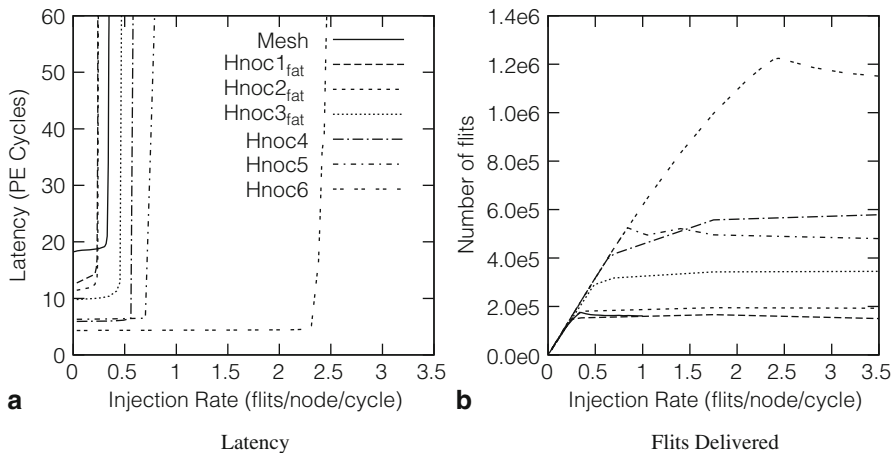 60
50
40
30
20
10
0
Latency (PE Cycles)
Mesh
Hnoc1fat
Hnoc2fat
Hnoc3fat
Hnoc4
Hnoc5
Hnoc6
0 0.5 1 1.5 2 2.5 3 3.5
Injection Rate (flits/node/cycle)
a
Latency
1.4e6
1.2e6
1.0e6
8.0e5
6.0e5
4.0e5
2.0e5
0.0e0
Number of flits
0 0.5 1 1.5 2 2.5 3 3.5
Injection Rate (flits/node/cycle)
b
Flits Delivered